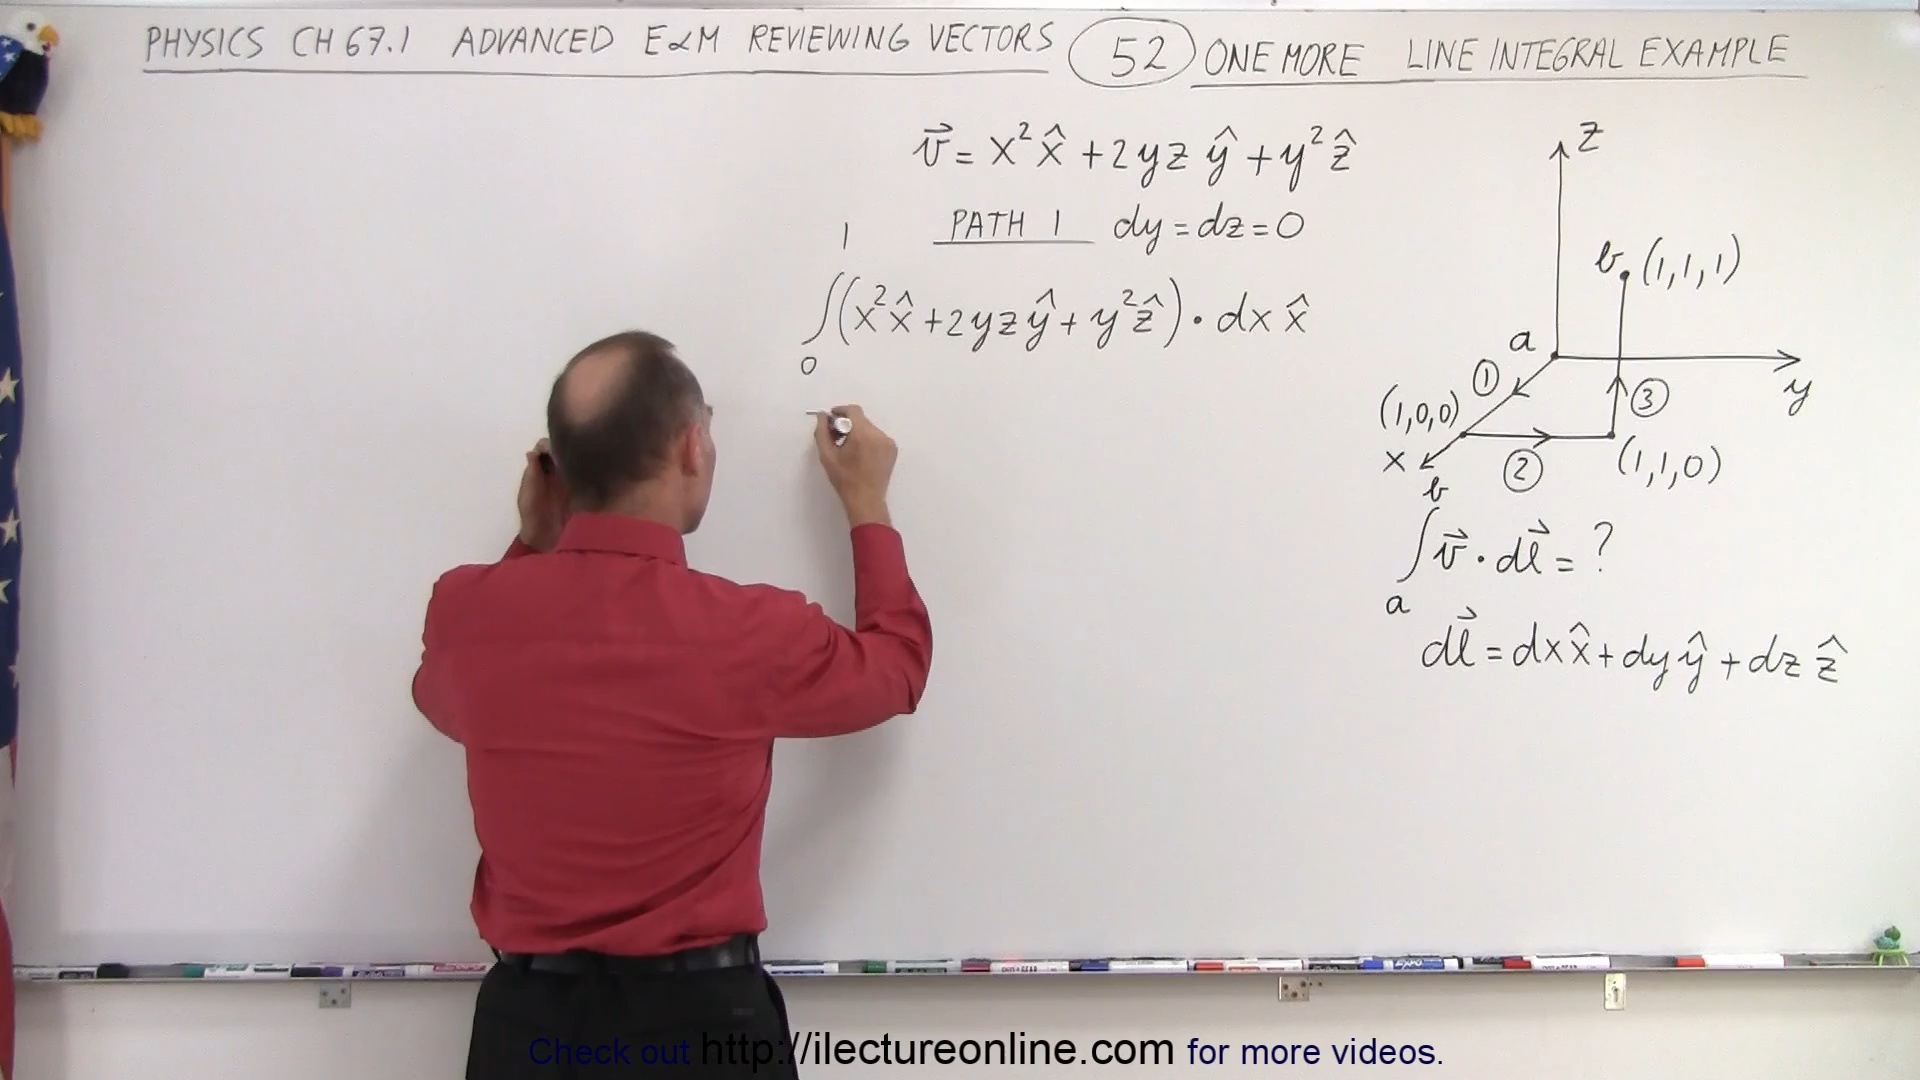 PHYSICS CH 67.1 ADVANCED E&M REVIEWING VECTORS 52 ONE MORE LINE INTEGRAL EXAMPLE
v⃗ = x² x̂ + 2yz ŷ + y² ẑ
PATH 1 dy = dz = 0
1
∫(x² x̂ + 2yz ŷ + y² ẑ) · dx x̂
0
z
b (1,1,1)
a
y
① ③
(1,0,0)
x ② (1,1,0)
b
∫ v⃗ · dl⃗ = ?
a
dl⃗ = dx x̂ + dy ŷ + dz ẑ
EXPO
Check out http://ilectureonline.com for more videos.